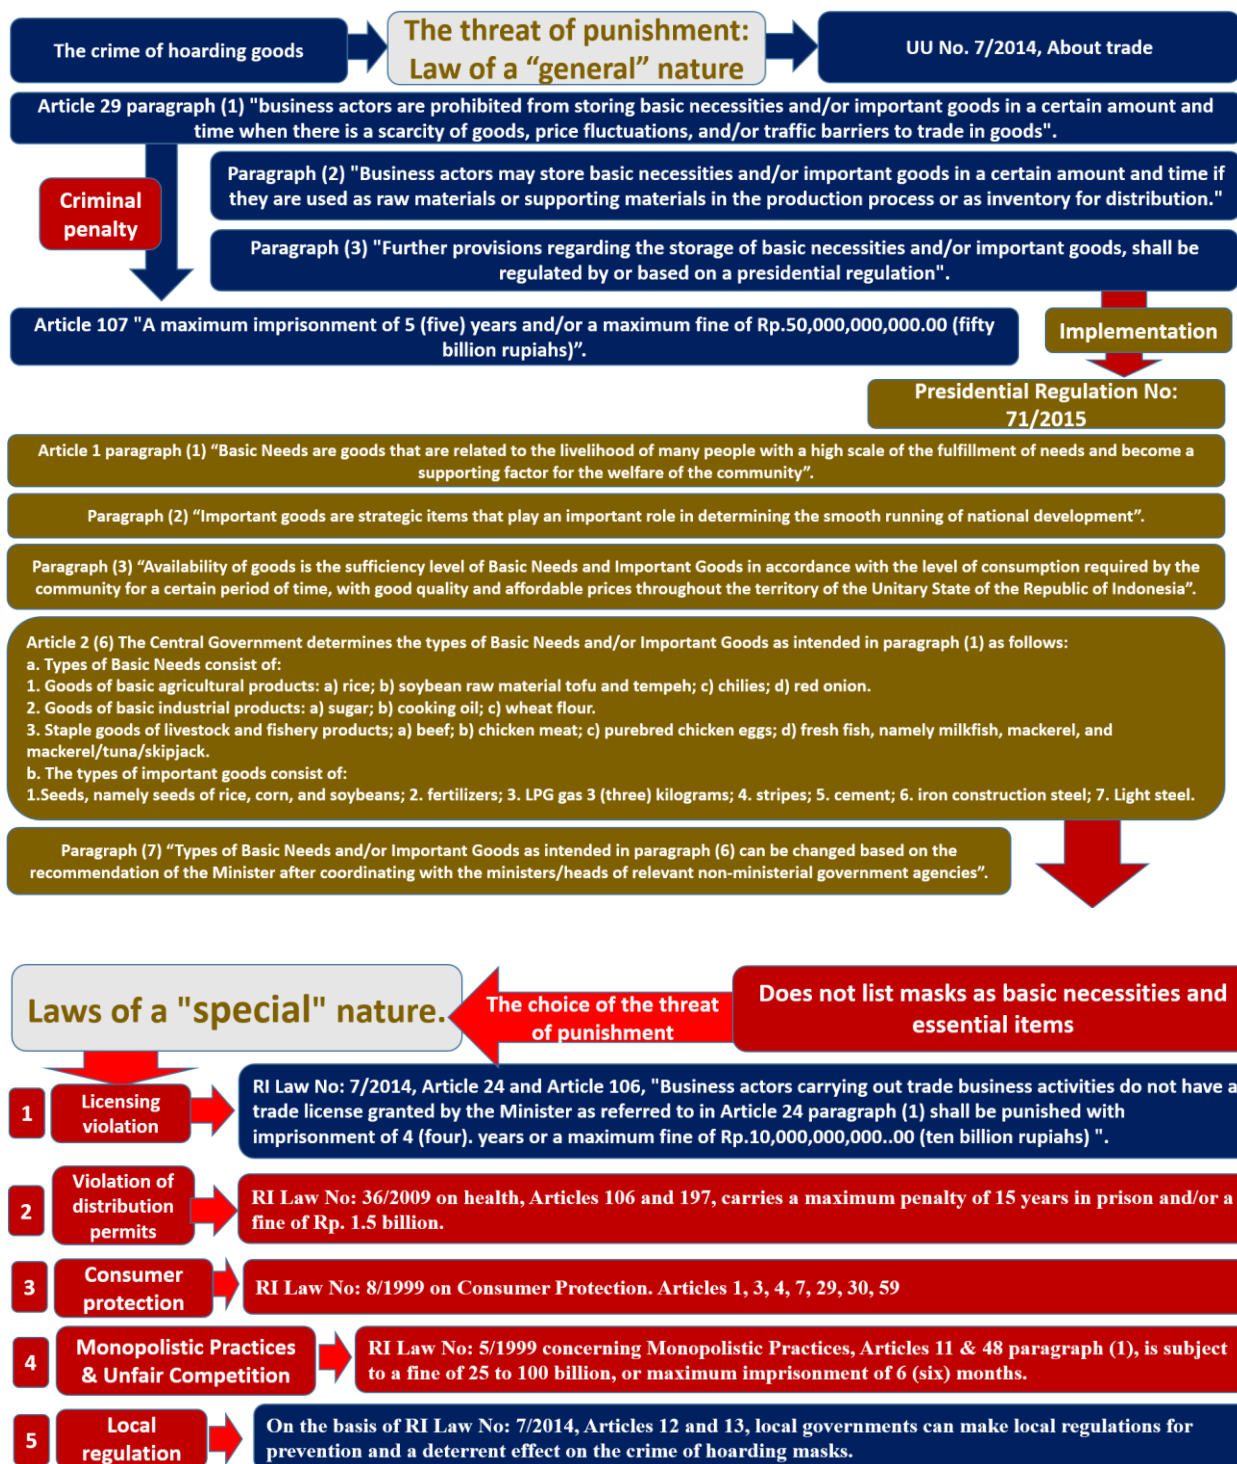 The crime of hoarding goods
The threat of punishment:
Law of a “general” nature
UU No. 7/2014, About trade
Article 29 paragraph (1) "business actors are prohibited from storing basic necessities and/or important goods in a certain amount and
time when there is a scarcity of goods, price fluctuations, and/or traffic barriers to trade in goods".
Criminal
penalty
Paragraph (2) "Business actors may store basic necessities and/or important goods in a certain amount and time if
they are used as raw materials or supporting materials in the production process or as inventory for distribution."
Paragraph (3) "Further provisions regarding the storage of basic necessities and/or important goods, shall be
regulated by or based on a presidential regulation".
Article 107 "A maximum imprisonment of 5 (five) years and/or a maximum fine of Rp.50,000,000,000.00 (fifty
billion rupiahs)”.
Implementation
Presidential Regulation No:
71/2015
Article 1 paragraph (1) “Basic Needs are goods that are related to the livelihood of many people with a high scale of the fulfillment of needs and become a
supporting factor for the welfare of the community”.
Paragraph (2) “Important goods are strategic items that play an important role in determining the smooth running of national development”.
Paragraph (3) “Availability of goods is the sufficiency level of Basic Needs and Important Goods in accordance with the level of consumption required by the
community for a certain period of time, with good quality and affordable prices throughout the territory of the Unitary State of the Republic of Indonesia”.
Article 2 (6) The Central Government determines the types of Basic Needs and/or Important Goods as intended in paragraph (1) as follows:
a. Types of Basic Needs consist of:
1. Goods of basic agricultural products: a) rice; b) soybean raw material tofu and tempeh; c) chilies; d) red onion.
2. Goods of basic industrial products: a) sugar; b) cooking oil; c) wheat flour.
3. Staple goods of livestock and fishery products; a) beef; b) chicken meat; c) purebred chicken eggs; d) fresh fish, namely milkfish, mackerel, and
mackerel/tuna/skipjack.
b. The types of important goods consist of:
1.Seeds, namely seeds of rice, corn, and soybeans; 2. fertilizers; 3. LPG gas 3 (three) kilograms; 4. stripes; 5. cement; 6. iron construction steel; 7. Light steel.
Paragraph (7) “Types of Basic Needs and/or Important Goods as intended in paragraph (6) can be changed based on the
recommendation of the Minister after coordinating with the ministers/heads of relevant non-ministerial government agencies”.
Laws of a "special" nature.
The choice of the threat
of punishment
Does not list masks as basic necessities and
essential items
1
Licensing
violation
RI Law No: 7/2014, Article 24 and Article 106, "Business actors carrying out trade business activities do not have a
trade license granted by the Minister as referred to in Article 24 paragraph (1) shall be punished with
imprisonment of 4 (four). years or a maximum fine of Rp.10,000,000,000..00 (ten billion rupiahs) ".
2
Violation of
distribution
permits
RI Law No: 36/2009 on health, Articles 106 and 197, carries a maximum penalty of 15 years in prison and/or a
fine of Rp. 1.5 billion.
3
Consumer
protection
RI Law No: 8/1999 on Consumer Protection. Articles 1, 3, 4, 7, 29, 30, 59
4
Monopolistic Practices
& Unfair Competition
RI Law No: 5/1999 concerning Monopolistic Practices, Articles 11 & 48 paragraph (1), is subject
to a fine of 25 to 100 billion, or maximum imprisonment of 6 (six) months.
5
Local
regulation
On the basis of RI Law No: 7/2014, Articles 12 and 13, local governments can make local regulations for
prevention and a deterrent effect on the crime of hoarding masks.